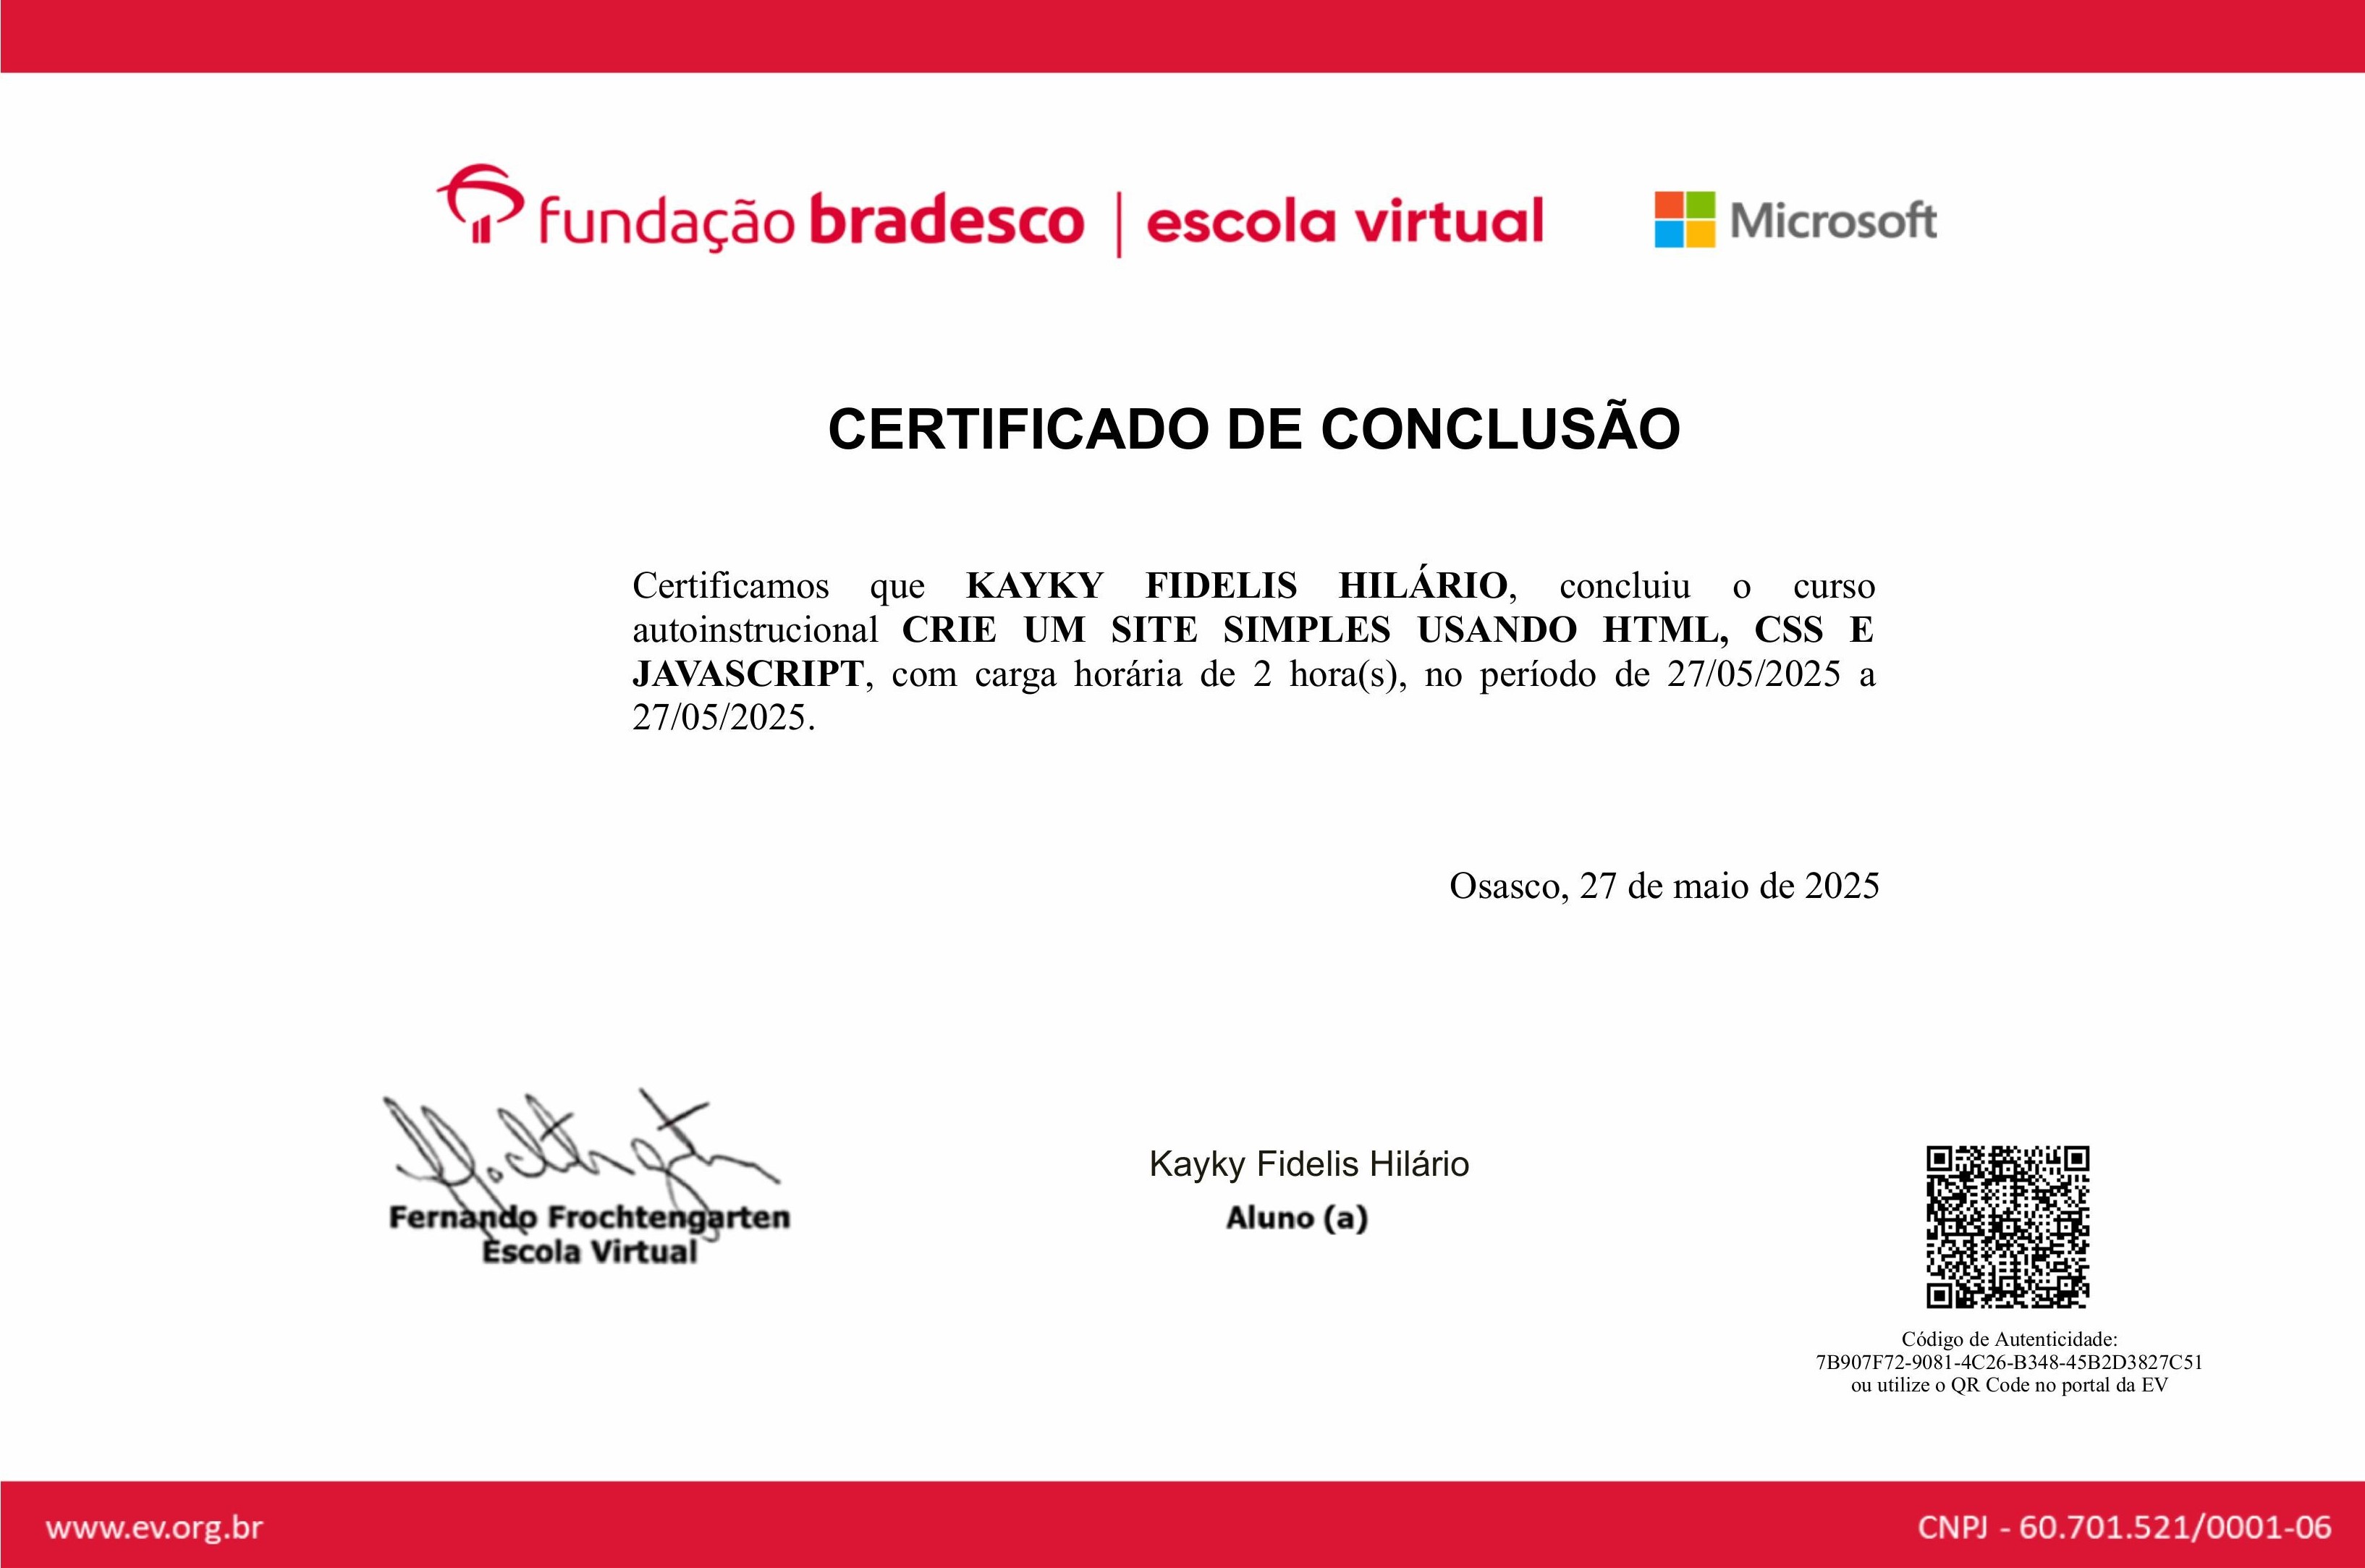 fundação bradesco | escola virtual Microsoft
CERTIFICADO DE CONCLUSÃO
Certificamos que KAYKY FIDELIS HILÁRIO, concluiu o curso
autoinstrucional CRIE UM SITE SIMPLES USANDO HTML, CSS E
JAVASCRIPT, com carga horária de 2 hora(s), no período de 27/05/2025 a
27/05/2025.
Osasco, 27 de maio de 2025
Fernando Frochtengarten
Escola Virtual
Kayky Fidelis Hilário
Aluno (a)
Código de Autenticidade:
7B907F72-9081-4C26-B348-45B2D3827C51
ou utilize o QR Code no portal da EV
www.ev.org.br
CNPJ - 60.701.521/0001-06